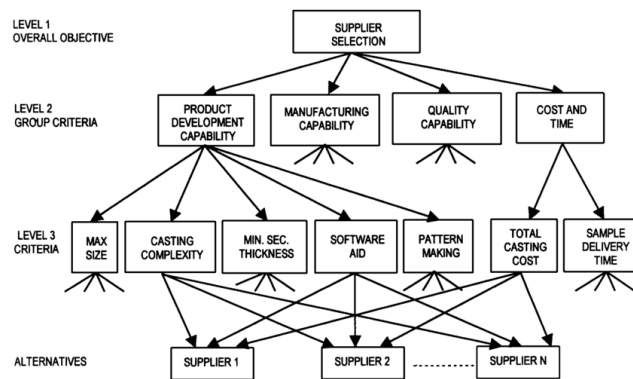 LEVEL 1
OVERALL OBJECTIVE
SUPPLIER
SELECTION
LEVEL 2
GROUP CRITERIA
PRODUCT
DEVELOPMENT
CAPABILITY
MANUFACTURING
CAPABILITY
QUALITY
CAPABILITY
COST AND
TIME
LEVEL 3
CRITERIA
MAX
SIZE
CASTING
COMPLEXITY
MIN. SEC.
THICKNESS
SOFTWARE
AID
PATTERN
MAKING
TOTAL
CASTING
COST
SAMPLE
DELIVERY
TIME
ALTERNATIVES
SUPPLIER 1
SUPPLIER 2
SUPPLIER N